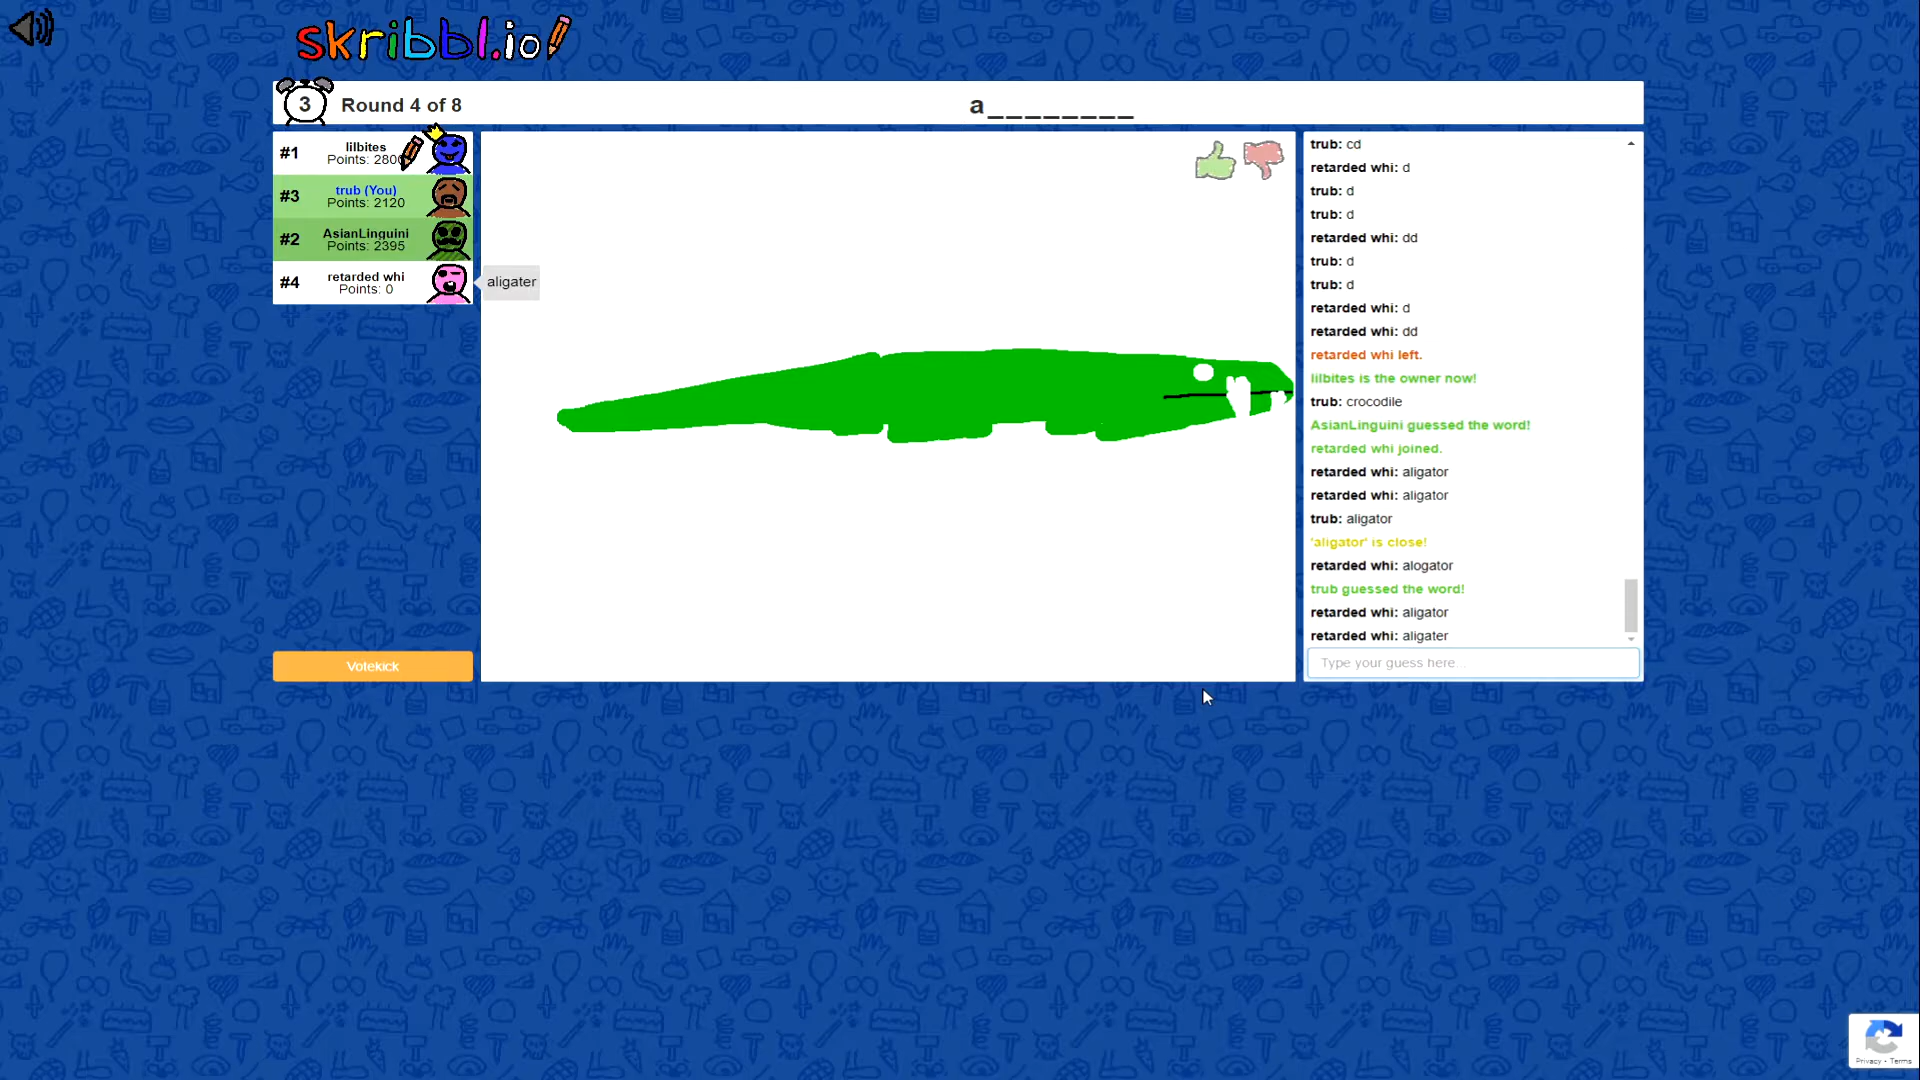 skribbl.io
3
Round 4 of 8
a________
#1
lilbites
Points: 2800
#3
trub (You)
Points: 2120
#2
AsianLinguini
Points: 2395
#4
retarded whi
Points: 0
aligater
Votekick
trub: cd
retarded whi: d
trub: d
trub: d
retarded whi: dd
trub: d
trub: d
retarded whi: d
retarded whi: dd
retarded whi left.
lilbites is the owner now!
trub: crocodile
AsianLinguini guessed the word!
retarded whi joined.
retarded whi: aligator
retarded whi: aligator
trub: aligator
'aligator' is close!
retarded whi: alogator
trub guessed the word!
retarded whi: aligator
retarded whi: aligater
Type your guess here...
Privacy - Terms